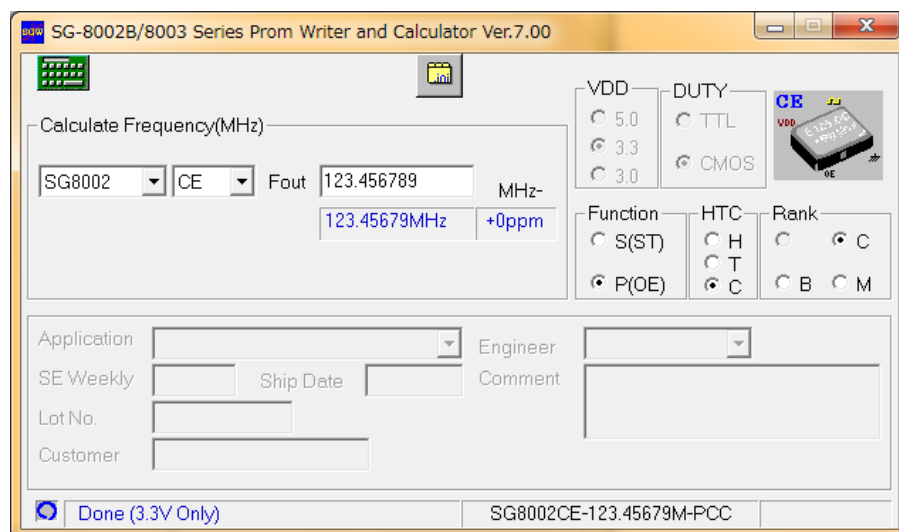 SG-8002B/8003 Series Prom Writer and Calculator Ver.7.00
.ini
Calculate Frequency(MHz)
SG8002 CE Fout 123.456789 MHz-
123.45679MHz +0ppm
VDD
5.0
3.3
3.0
DUTY
TTL
CMOS
CE
VDD
OE
Function
S(ST)
P(OE)
HTC
H
T
C
Rank
C
B M
Application
Engineer
SE Weekly
Ship Date
Comment
Lot No.
Customer
Done (3.3V Only)
SG8002CE-123.45679M-PCC